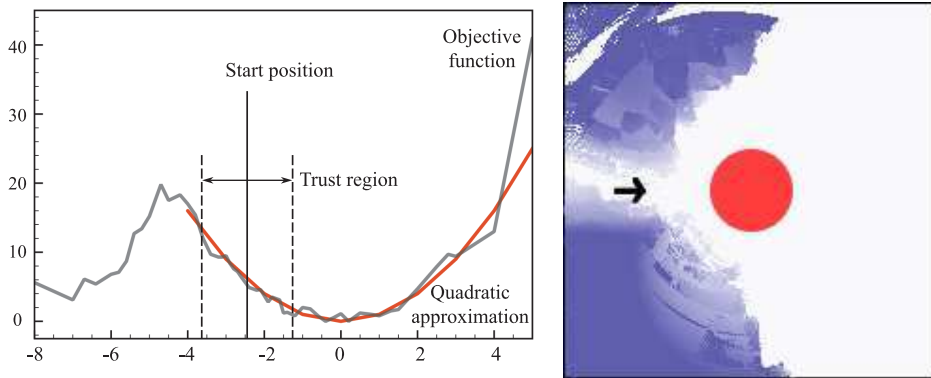 40
Objective
function
Start position
30
20
Trust region
10
Quadratic
approximation
0
-8
-6
-4
-2
0
2
4